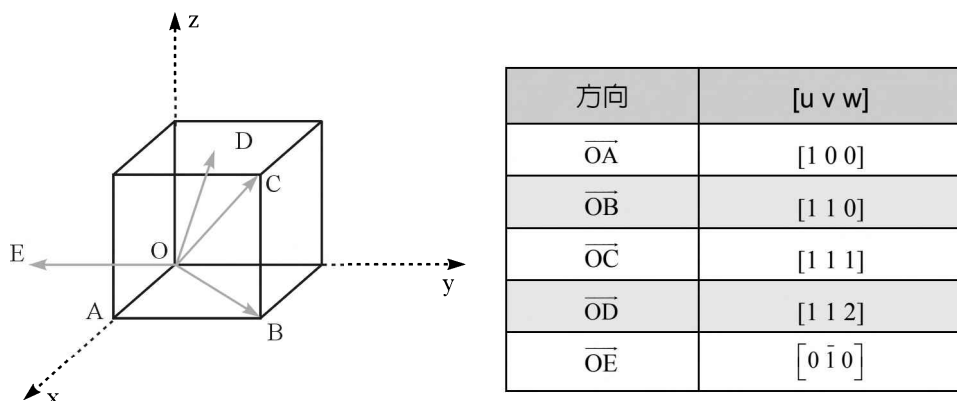 z
D
C
E
O
y
A
B
x
方向 [u v w]
OA [1 0 0]
OB [1 1 0]
OC [1 1 1]
OD [1 1 2]
OE [0 1̄ 0]